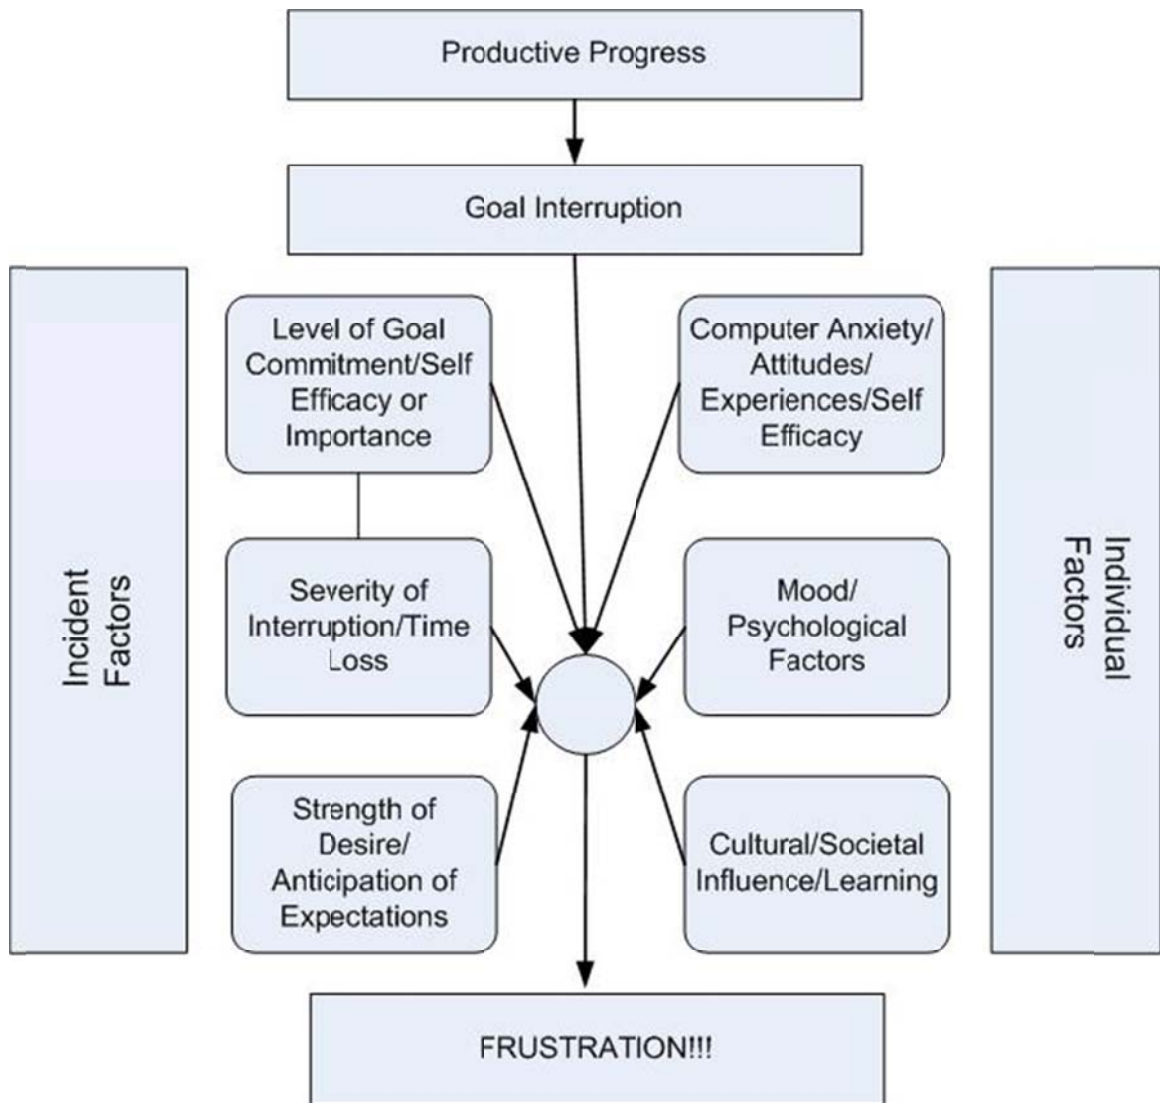 Productive Progress
Goal Interruption
Level of Goal
Commitment/Self
Efficacy or
Importance
Computer Anxiety/
Attitudes/
Experiences/Self
Efficacy
Incident
Factors
Severity of
Interruption/Time
Loss
Mood/
Psychological
Factors
Individual
Factors
Strength of
Desire/
Anticipation of
Expectations
Cultural/Societal
Influence/Learning
FRUSTRATION!!!